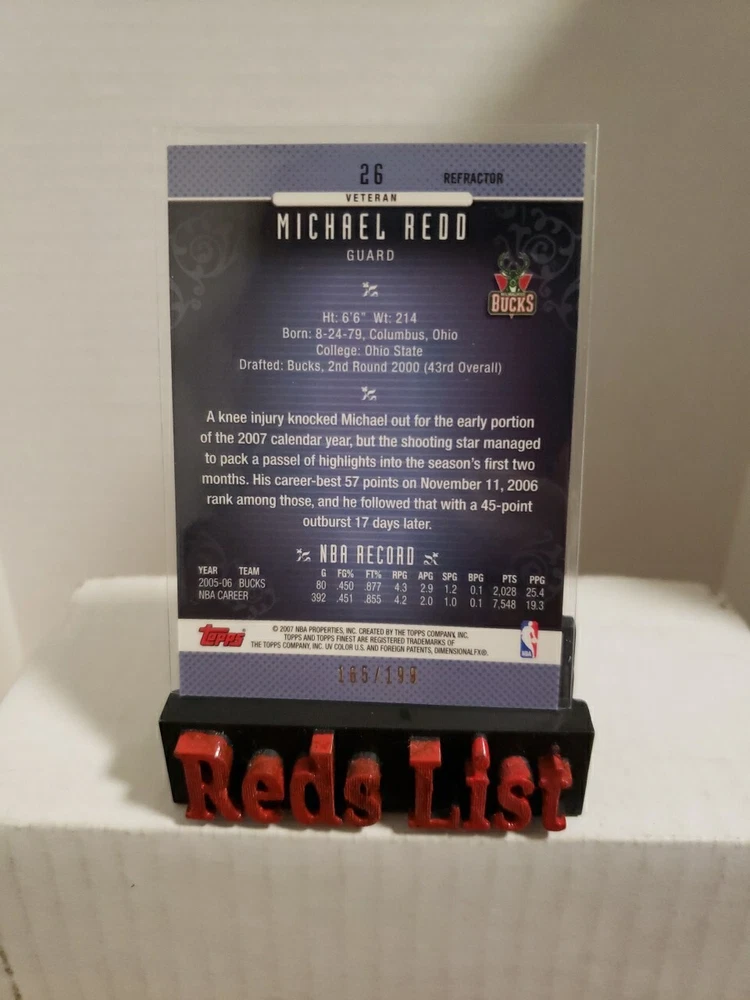 26 REFRACTOR
VETERAN
MICHAEL REDD
GUARD
BUCKS
Ht: 6'6" Wt: 214
Born: 8-24-79, Columbus, Ohio
College: Ohio State
Drafted: Bucks, 2nd Round 2000 (43rd Overall)
A knee injury knocked Michael out for the early portion
of the 2007 calendar year, but the shooting star managed
to pack a passel of highlights into the season's first two
months. His career-best 57 points on November 11, 2006
rank among those, and he followed that with a 45-point
outburst 17 days later.
NBA RECORD
YEAR TEAM G FG% FT% RPG APG SPG BPG PTS PPG
2005-06 BUCKS 80 .450 .877 4.3 2.9 1.2 0.1 2,028 25.4
NBA CAREER 392 .451 .855 4.2 2.0 1.0 0.1 7,548 19.3
topps
© 2007 NBA PROPERTIES, INC. CREATED BY THE TOPPS COMPANY, INC.
TOPPS AND TOPPS FINEST ARE REGISTERED TRADEMARKS OF
THE TOPPS COMPANY, INC. UV COLOR U.S. AND FOREIGN PATENTS, DIMENSIONALFX®.
NBA
165/199
Reds List